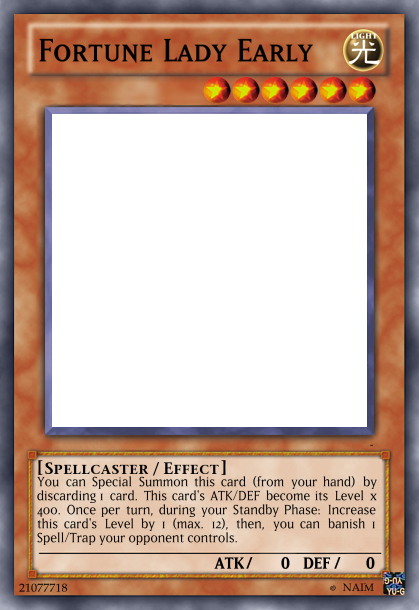 FORTUNE LADY EARLY
LIGHT
光
-
[SPELLCASTER / EFFECT]
You can Special Summon this card (from your hand) by
discarding 1 card. This card's ATK/DEF become its Level x
400. Once per turn, during your Standby Phase: Increase
this card's Level by 1 (max. 12), then, you can banish 1
Spell/Trap your opponent controls.
ATK/ 0 DEF / 0
21077718
© NAIM
YU-G